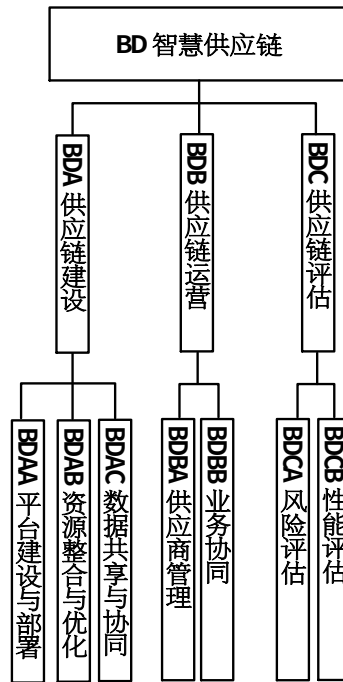 BD 智慧供应链
BDA 供应链建设
BDB 供应链运营
BDC 供应链评估
BDAA 平台建设与部署
BDAB 资源整合与优化
BDAC 数据共享与协同
BDBA 供应商管理
BDBB 业务协同
BDCA 风险评估
BDCB 性能评估